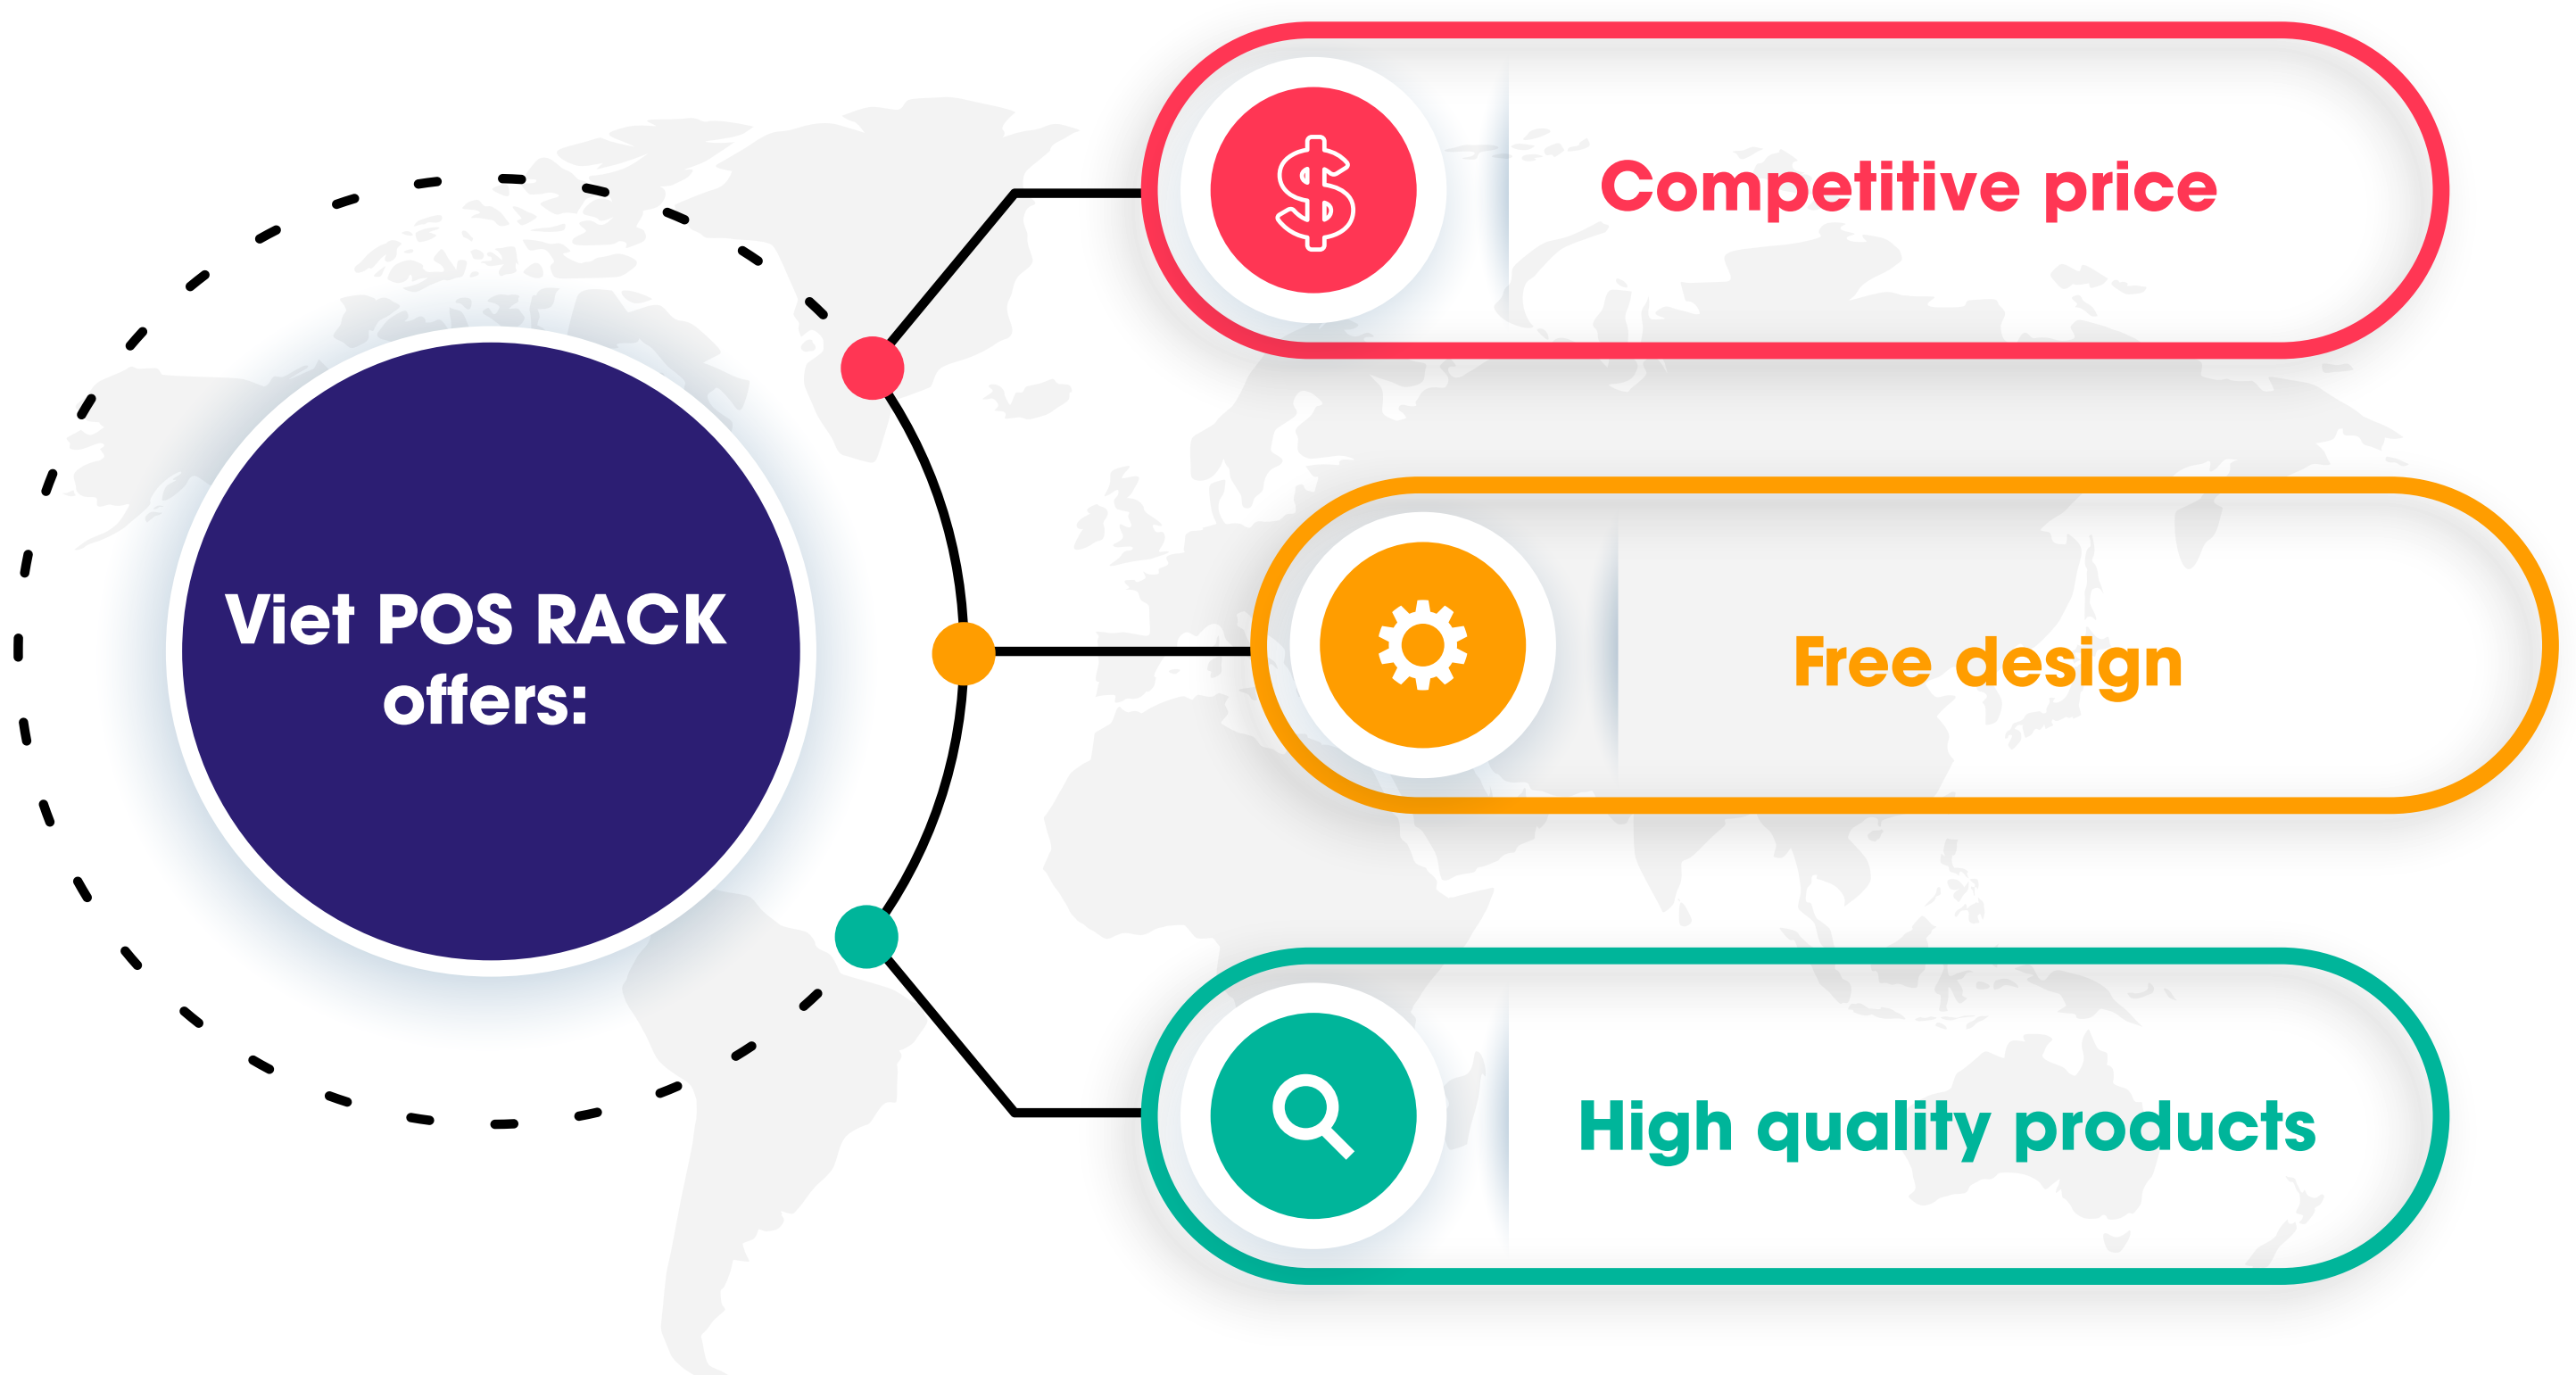 Viet POS RACK
offers:
Competitive price
Free design
High quality products